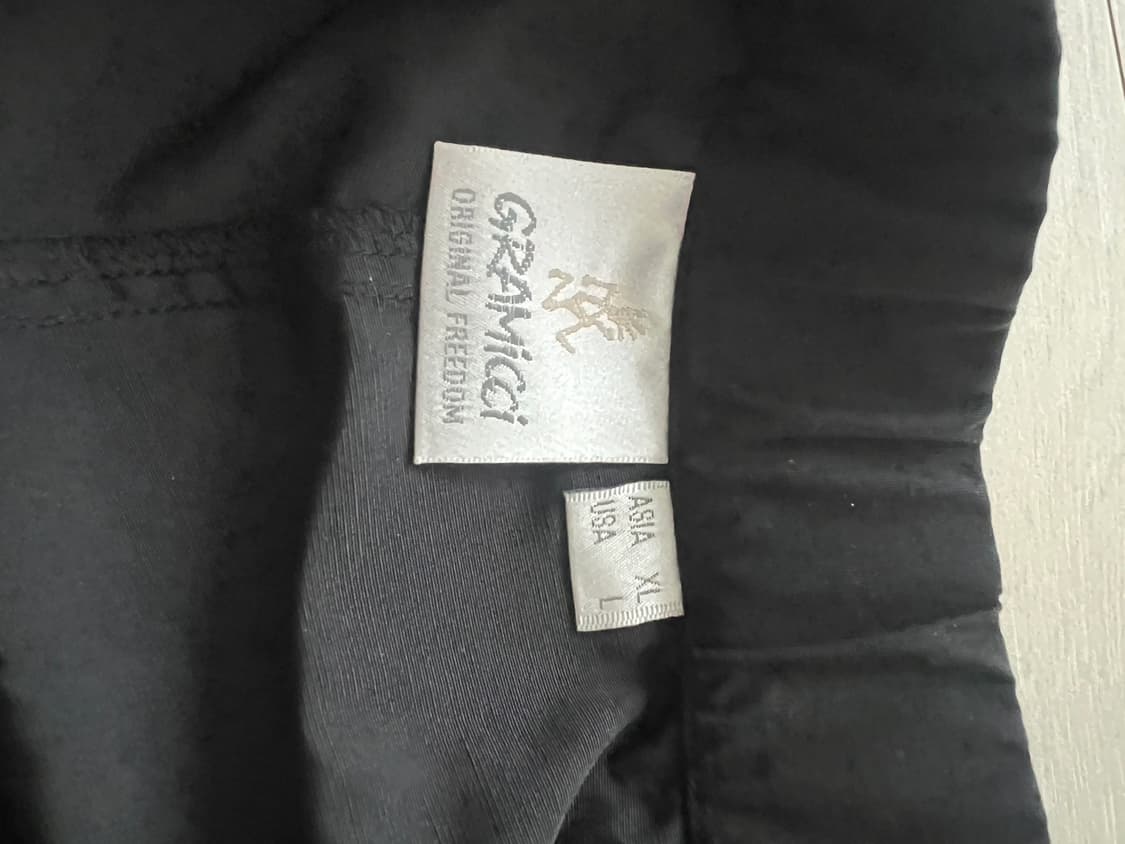 GRAMiCCi
ORIGINAL FREEDOM
ASIA XL
USA L